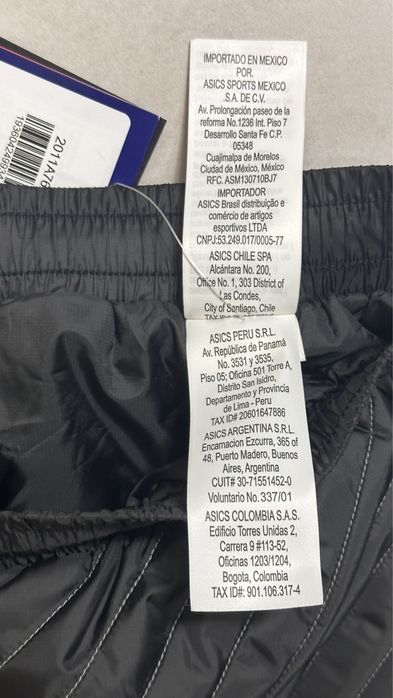 IMPORTADO EN MEXICO
POR.
ASICS SPORTS MEXICO
S.A. DE C.V.
Av. Prolongación paseo de la
reforma No.1236 Int. Piso 7
Desarrollo Santa Fe C.P.
05348
Cuajimalpa de Morelos
Ciudad de México, México
RFC. ASM130710BJ7
IMPORTADOR
ASICS Brasil distribuição e
comércio de artigos
esportivos LTDA
CNPJ:53.249.017/0005-77
ASICS CHILE SPA
Alcántara No. 200,
Office No. 1, 303 District of
Las Condes,
City of Santiago, Chile
TAX
ASICS PERU S.R.L.
Av. República de Panamá
No. 3531 y 3535,
Piso 05; Oficina 501 Torre A,
Distrito San Isidro,
Departamento y Provincia
de Lima - Peru
TAX ID# 20601647886
ASICS ARGENTINA S.R.L.
Encarnacion Ezcurra, 365 of
48, Puerto Madero, Buenos
Aires, Argentina
CUIT# 30-71551452-0
Voluntario No. 337/01
ASICS COLOMBIA S.A.S.
Edificio Torres Unidas 2,
Carrera 9 #113-52,
Oficinas 1203/1204,
Bogota, Colombia
TAX ID#: 901.106.317-4